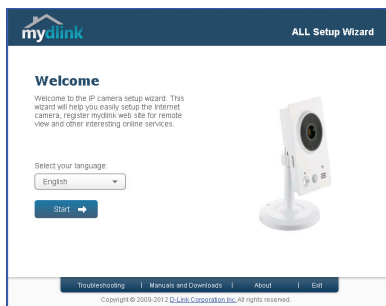 mydlink
ALL Setup Wizard
Welcome
Welcome to the IP camera setup wizard. This
wizard will help you easily setup the Internet
camera, register mydlink web site for remote
view and other interesting online services.
Select your language:
English
Start
Troubleshooting | Manuals and Downloads | About | Exit
Copyright © 2009-2012 D-Link Corporation Inc. All rights reserved.